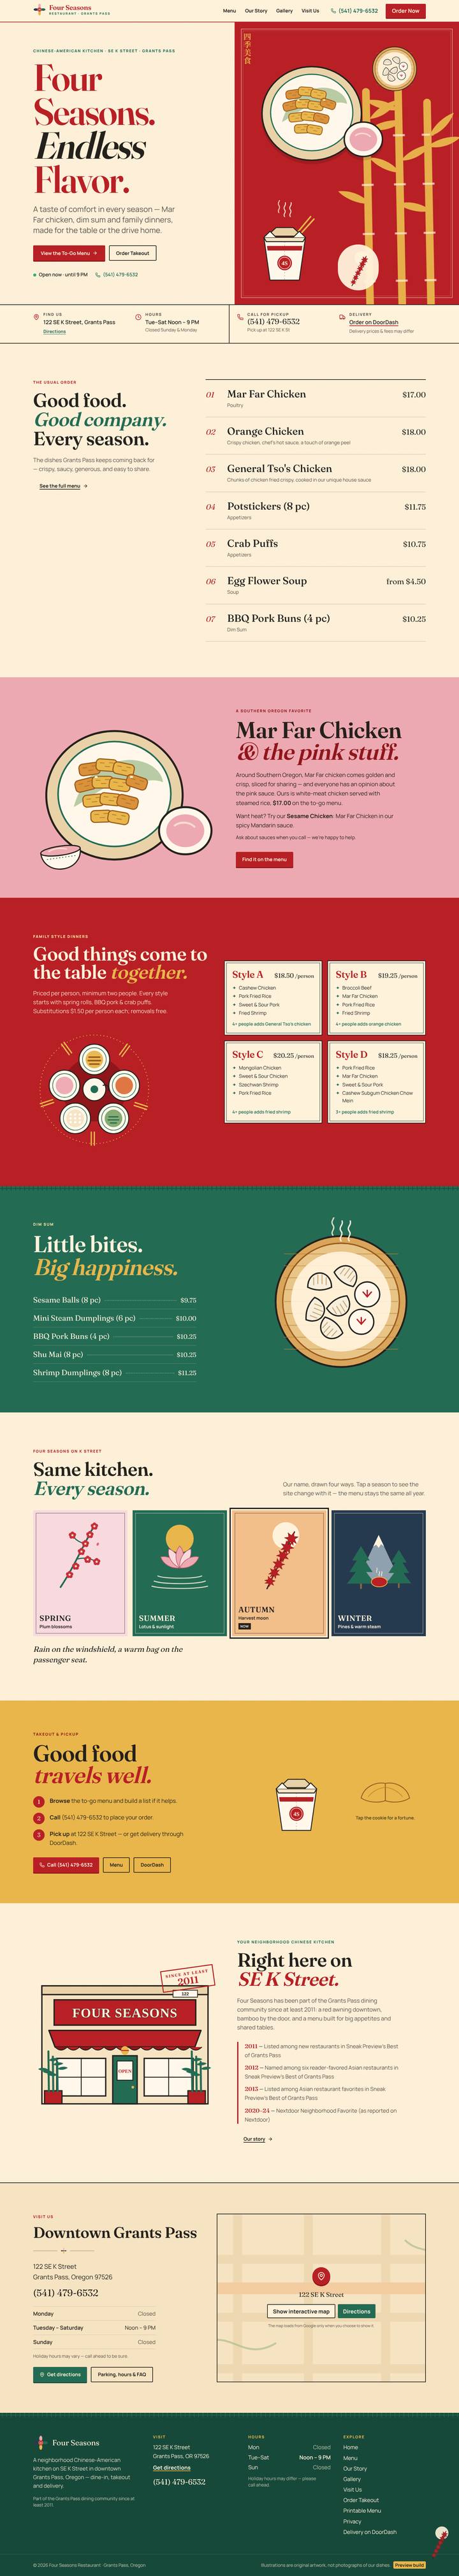 Four Seasons
RESTAURANT · GRANTS PASS
Menu Our Story Gallery Visit Us (541) 479-6532 Order Now
CHINESE-AMERICAN KITCHEN · SE K STREET · GRANTS PASS
Four
Seasons.
Endless
Flavor.
A taste of comfort in every season — Mar
Far chicken, dim sum and family dinners,
made for the table or the drive home.
View the To-Go Menu → Order Takeout
Open now · until 9 PM (541) 479-6532
四季美食
45
FIND US
122 SE K Street, Grants Pass
Directions
HOURS
Tue–Sat Noon – 9 PM
Closed Sunday & Monday
CALL FOR PICKUP
(541) 479-6532
Pick up at 122 SE K St
DELIVERY
Order on DoorDash
Delivery prices & fees may differ
THE USUAL ORDER
Good food.
Good company.
Every season.
The dishes Grants Pass keeps coming back for
— crispy, saucy, generous, and easy to share.
See the full menu →
01 Mar Far Chicken $17.00
Poultry
02 Orange Chicken $18.00
Crispy chicken, chef's hot sauce, a touch of orange peel
03 General Tso's Chicken $18.00
Chunks of chicken fried crispy, cooked in our unique house sauce
04 Potstickers (8 pc) $11.75
Appetizers
05 Crab Puffs $10.75
Appetizers
06 Egg Flower Soup from $4.50
Soup
07 BBQ Pork Buns (4 pc) $10.25
Dim Sum
A SOUTHERN OREGON FAVORITE
Mar Far Chicken
& the pink stuff.
Around Southern Oregon, Mar Far chicken comes golden and
crisp, sliced for sharing — and everyone has an opinion about
the pink sauce. Ours is white-meat chicken served with
steamed rice, $17.00 on the to-go menu.
Want heat? Try our Sesame Chicken: Mar Far Chicken in our
spicy Mandarin sauce.
Ask about sauces when you call — we're happy to help.
Find it on the menu
FAMILY STYLE DINNERS
Good things come to
the table together.
Priced per person, minimum two people. Every style
starts with spring rolls, BBQ pork & crab puffs.
Substitutions $1.50 per person each; removals free.
Style A $18.50 /person
Cashew Chicken
Pork Fried Rice
Sweet & Sour Pork
Fried Shrimp
4+ people adds General Tso's chicken
Style B $19.25 /person
Broccoli Beef
Mar Far Chicken
Pork Fried Rice
Fried Shrimp
4+ people adds orange chicken
Style C $20.25 /person
Mongolian Chicken
Sweet & Sour Chicken
Szechwan Shrimp
Pork Fried Rice
4+ people adds fried shrimp
Style D $18.25 /person
Pork Fried Rice
Mar Far Chicken
Sweet & Sour Pork
Cashew Subgum Chicken Chow
Mein
3+ people adds fried shrimp
DIM SUM
Little bites.
Big happiness.
Sesame Balls (8 pc) $9.75
Mini Steam Dumplings (6 pc) $10.00
BBQ Pork Buns (4 pc) $10.25
Shu Mai (8 pc) $10.25
Shrimp Dumplings (8 pc) $11.25
FOUR SEASONS ON K STREET
Same kitchen.
Every season.
Our name, drawn four ways. Tap a season to see the
site change with it — the menu stays the same all year.
SPRING
Plum blossoms
SUMMER
Lotus & sunlight
AUTUMN
Harvest moon
NOW
WINTER
Pines & warm steam
Rain on the windshield, a warm bag on the
passenger seat.
TAKEOUT & PICKUP
Good food
travels well.
1 Browse the to-go menu and build a list if it helps.
2 Call (541) 479-6532 to place your order.
3 Pick up at 122 SE K Street — or get delivery through
DoorDash.
Call (541) 479-6532 Menu DoorDash
45
Tap the cookie for a fortune.
SINCE AT LEAST
2011
122
FOUR SEASONS
OPEN
YOUR NEIGHBORHOOD CHINESE KITCHEN
Right here on
SE K Street.
Four Seasons has been part of the Grants Pass dining
community since at least 2011: a red awning downtown,
bamboo by the door, and a menu built for big appetites and
shared tables.
2011 — Listed among new restaurants in Sneak Preview's Best
of Grants Pass
2012 — Named among six reader-favored Asian restaurants in
Sneak Preview's Best of Grants Pass
2013 — Listed among Asian restaurant favorites in Sneak
Preview's Best of Grants Pass
2020–24 — Nextdoor Neighborhood Favorite (as reported on
Nextdoor)
Our story →
VISIT US
Downtown Grants Pass
122 SE K Street
Grants Pass, Oregon 97526
(541) 479-6532
Monday Closed
Tuesday – Saturday Noon – 9 PM
Sunday Closed
Holiday hours may vary — call ahead to be sure.
Get directions Parking, hours & FAQ
122 SE K Street
Show interactive map Directions
The map loads from Google only when you choose to show it.
Four Seasons
A neighborhood Chinese-American
kitchen on SE K Street in downtown
Grants Pass, Oregon — dine-in, takeout
and delivery.
Part of the Grants Pass dining community since at
least 2011.
VISIT
122 SE K Street
Grants Pass, OR 97526
Get directions
(541) 479-6532
HOURS
Mon Closed
Tue–Sat Noon – 9 PM
Sun Closed
Holiday hours may differ — please
call ahead.
EXPLORE
Home
Menu
Our Story
Gallery
Visit Us
Order Takeout
Printable Menu
Privacy
Delivery on DoorDash
© 2026 Four Seasons Restaurant · Grants Pass, Oregon
Illustrations are original artwork, not photographs of our dishes. Preview build